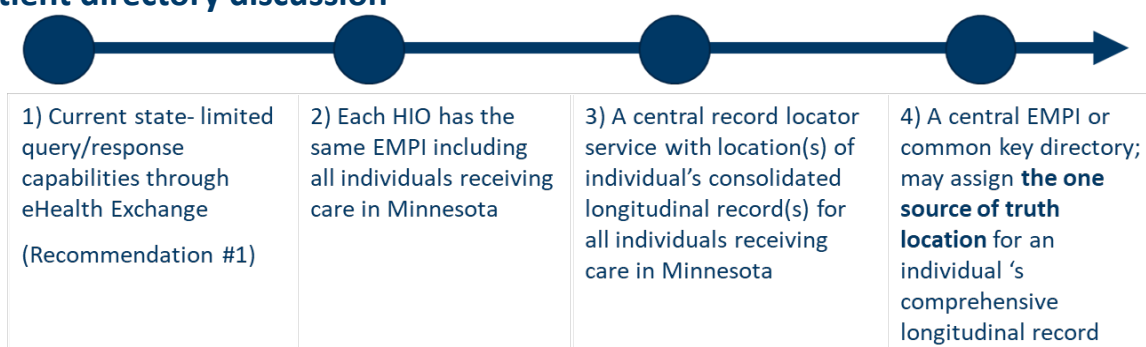 directory discussion
1) Current state- limited
query/response
capabilities through
eHealth Exchange
(Recommendation #1)
2) Each HIO has the
same EMPI including
all individuals receiving
care in Minnesota
3) A central record locator
service with location(s) of
individual’s consolidated
longitudinal record(s) for
all individuals receiving
care in Minnesota
4) A central EMPI or
common key directory;
may assign the one
source of truth
location for an
individual ‘s
comprehensive
longitudinal record